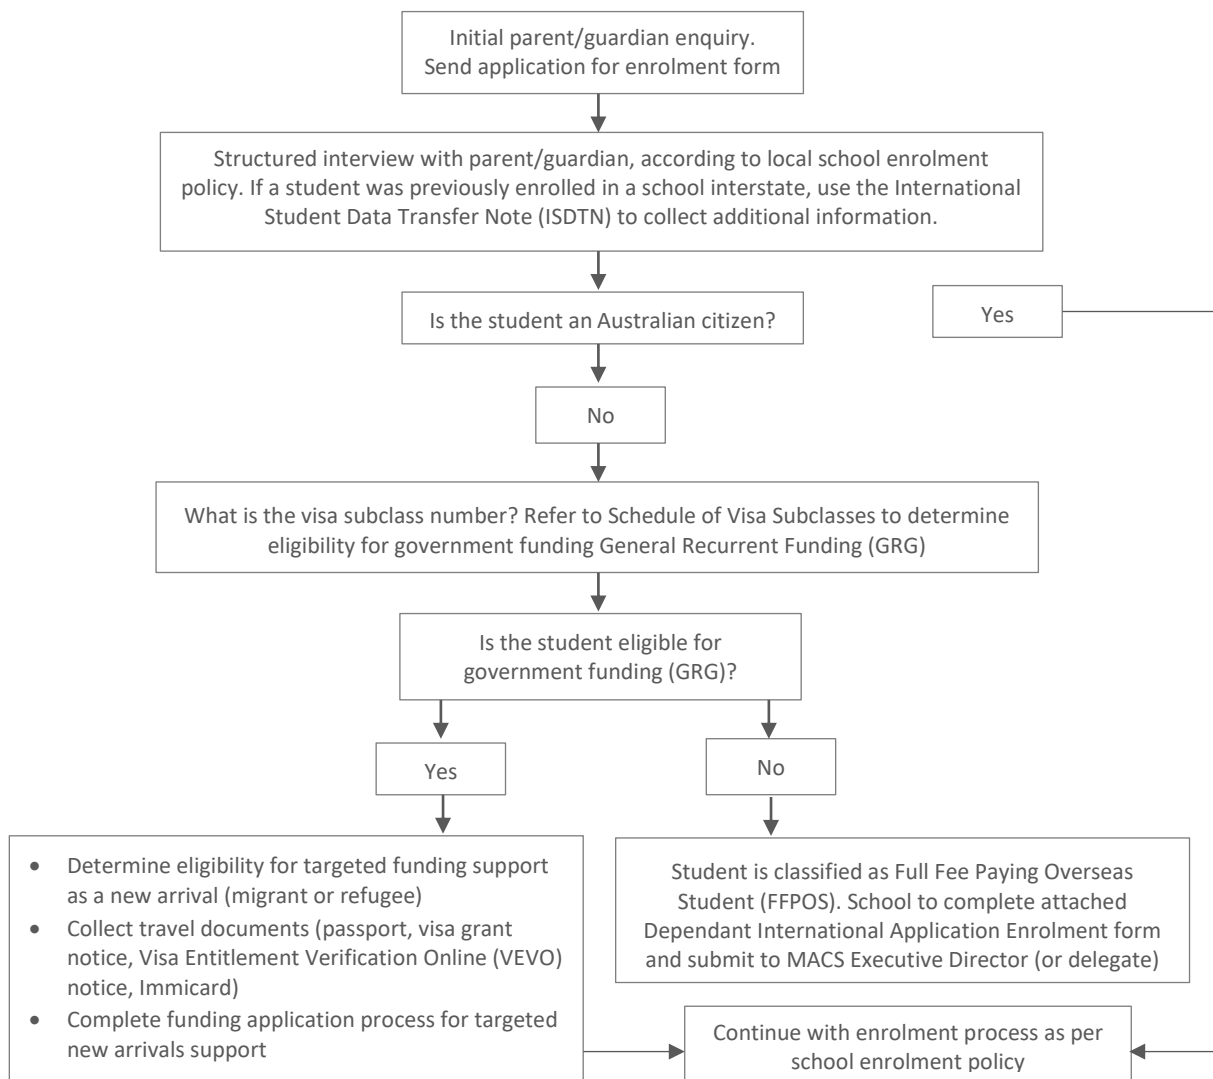 Initial parent/guardian enquiry.
Send application for enrolment form
Structured interview with parent/guardian, according to local school enrolment
policy. If a student was previously enrolled in a school interstate, use the International
Student Data Transfer Note (ISDTN) to collect additional information.
Is the student an Australian citizen?
Yes
No
What is the visa subclass number? Refer to Schedule of Visa Subclasses to determine
eligibility for government funding General Recurrent Funding (GRG)
Is the student eligible for
government funding (GRG)?
Yes
No
• Determine eligibility for targeted funding support
as a new arrival (migrant or refugee)
• Collect travel documents (passport, visa grant
notice, Visa Entitlement Verification Online (VEVO)
notice, Immicard)
• Complete funding application process for targeted
new arrivals support
Student is classified as Full Fee Paying Overseas
Student (FFPOS). School to complete attached
Dependant International Application Enrolment form
and submit to MACS Executive Director (or delegate)
Continue with enrolment process as per
school enrolment policy